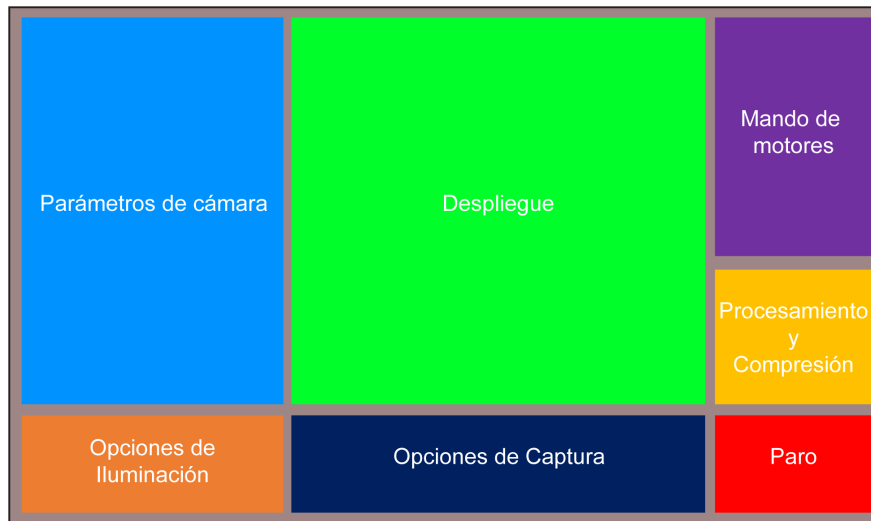 Parámetros de cámara
Despliegue
Mando de
motores
Procesamiento
y
Compresión
Opciones de
Iluminación
Opciones de Captura
Paro